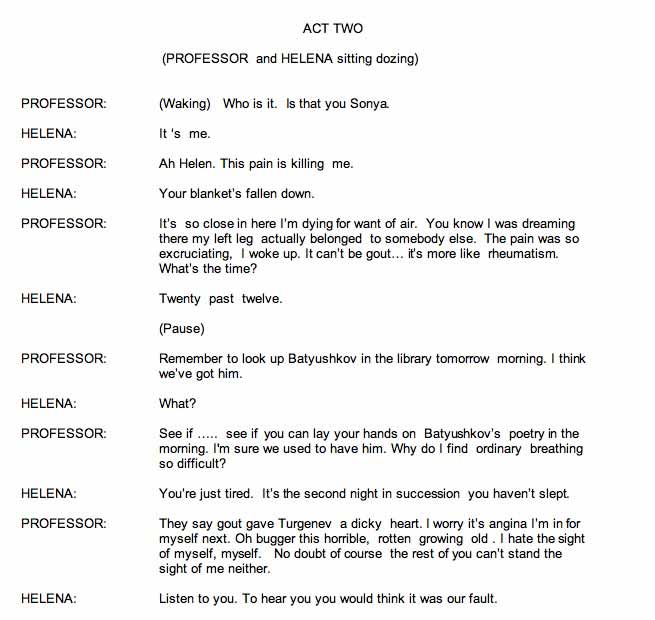 ACT TWO
(PROFESSOR and HELENA sitting dozing)
PROFESSOR: (Waking) Who is it. Is that you Sonya.
HELENA: It 's me.
PROFESSOR: Ah Helen. This pain is killing me.
HELENA: Your blanket's fallen down.
PROFESSOR: It's so close in here I'm dying for want of air. You know I was dreaming
there my left leg actually belonged to somebody else. The pain was so
excruciating, I woke up. It can't be gout... it's more like rheumatism.
What's the time?
HELENA: Twenty past twelve.
(Pause)
PROFESSOR: Remember to look up Batyushkov in the library tomorrow morning. I think
we've got him.
HELENA: What?
PROFESSOR: See if ..... see if you can lay your hands on Batyushkov's poetry in the
morning. I'm sure we used to have him. Why do I find ordinary breathing
so difficult?
HELENA: You're just tired. It's the second night in succession you haven't slept.
PROFESSOR: They say gout gave Turgenev a dicky heart. I worry it's angina I'm in for
myself next. Oh bugger this horrible, rotten growing old . I hate the sight
of myself, myself. No doubt of course the rest of you can't stand the
sight of me neither.
HELENA: Listen to you. To hear you you would think it was our fault.